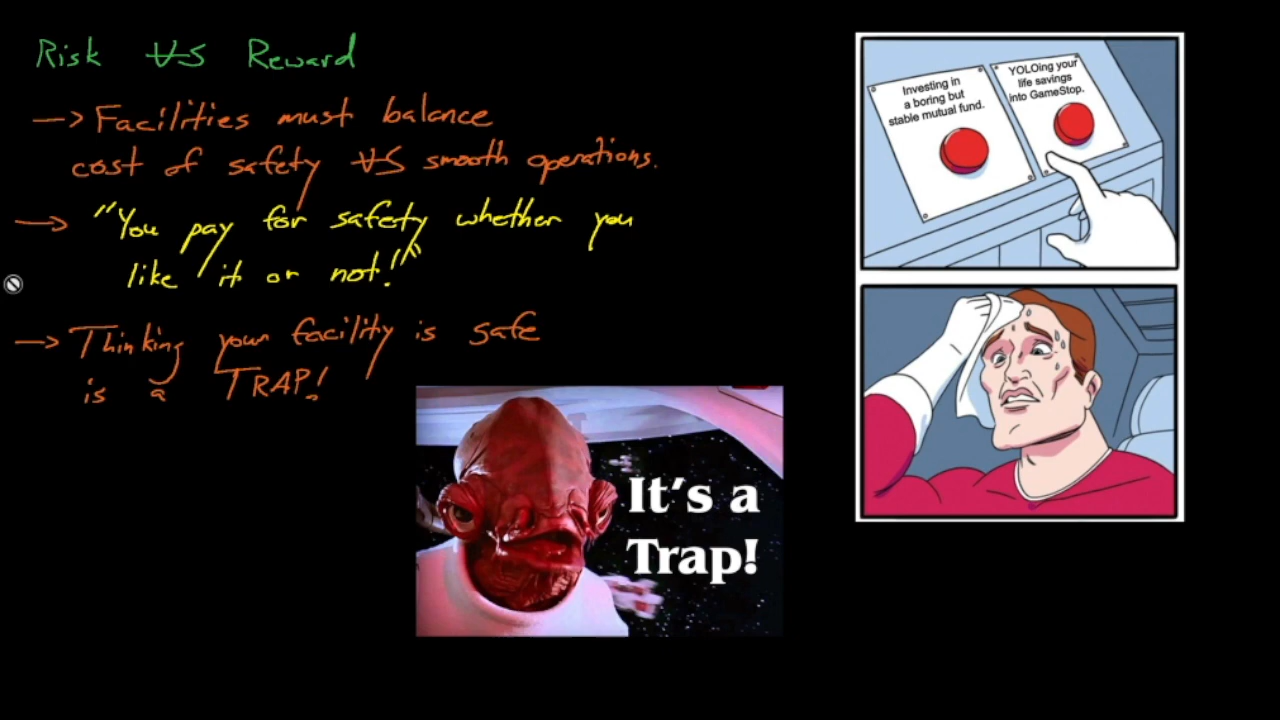 Risk VS Reward
-> Facilities must balance
cost of safety VS smooth operations.
-> "You pay for safety whether you
like it or not!"
-> Thinking your facility is safe
is a TRAP!
It's a
Trap!
Investing in
a boring but
stable mutual fund.
YOLOing your
life savings
into GameStop.